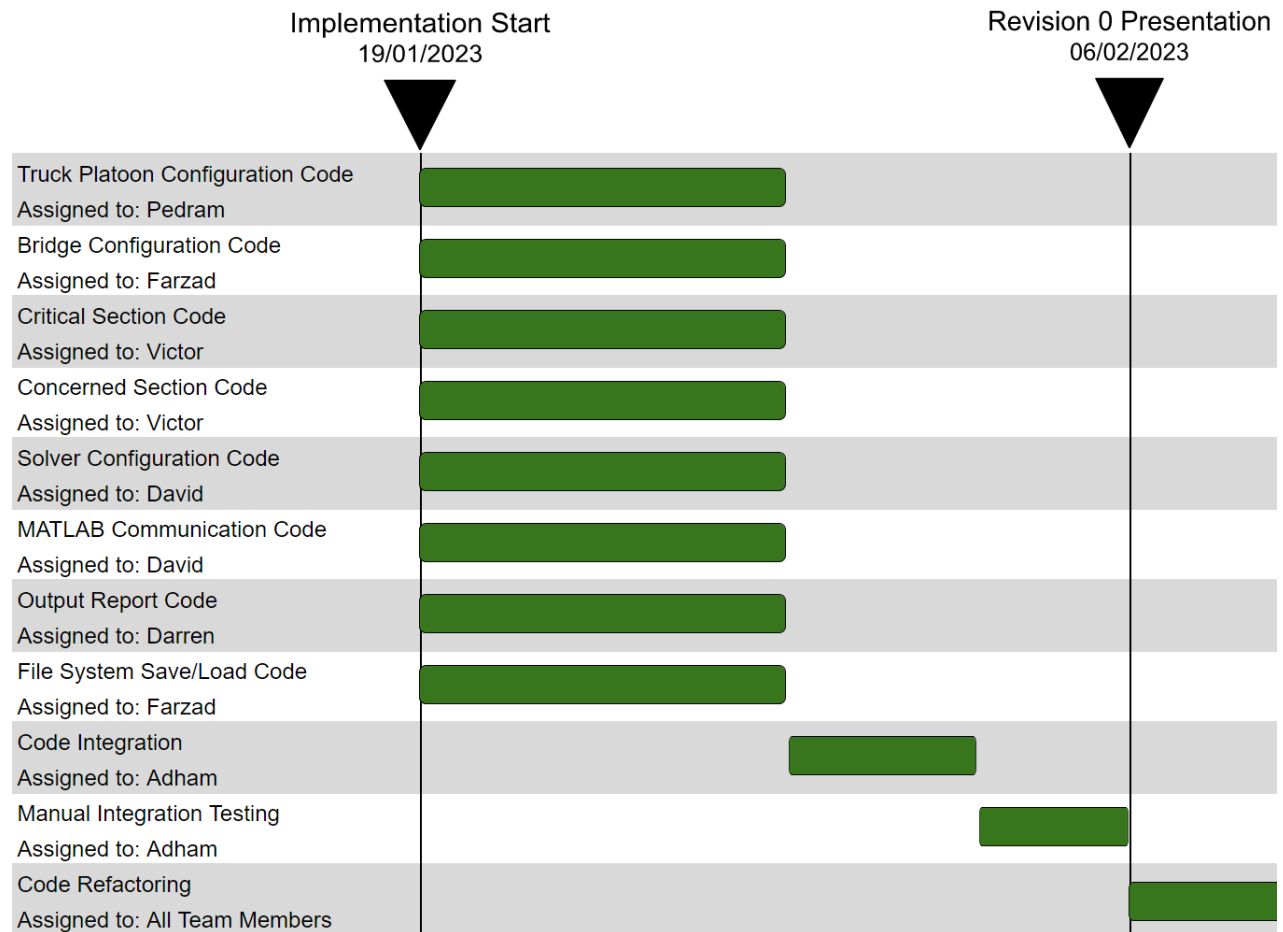 Implementation Start
19/01/2023
Revision 0 Presentation
06/02/2023
Truck Platoon Configuration Code
Assigned to: Pedram
Bridge Configuration Code
Assigned to: Farzad
Critical Section Code
Assigned to: Victor
Concerned Section Code
Assigned to: Victor
Solver Configuration Code
Assigned to: David
MATLAB Communication Code
Assigned to: David
Output Report Code
Assigned to: Darren
File System Save/Load Code
Assigned to: Farzad
Code Integration
Assigned to: Adham
Manual Integration Testing
Assigned to: Adham
Code Refactoring
Assigned to: All Team Members